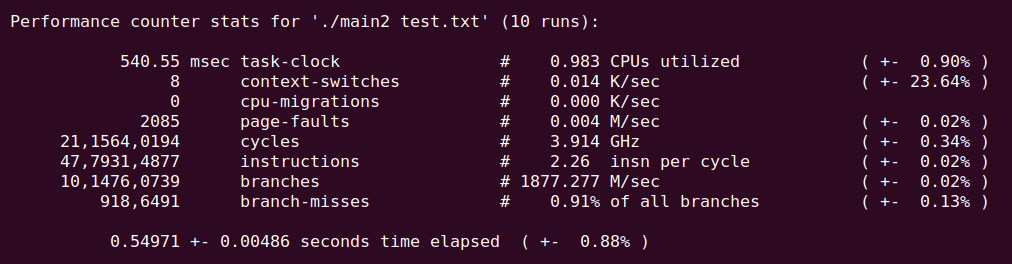 Performance counter stats for './main2 test.txt' (10 runs):
540.55 msec task-clock # 0.983 CPUs utilized ( +- 0.90% )
8 context-switches # 0.014 K/sec ( +- 23.64% )
0 cpu-migrations # 0.000 K/sec
2085 page-faults # 0.004 M/sec ( +- 0.02% )
21,1564,0194 cycles # 3.914 GHz ( +- 0.34% )
47,7931,4877 instructions # 2.26 insn per cycle ( +- 0.02% )
10,1476,0739 branches # 1877.277 M/sec ( +- 0.02% )
918,6491 branch-misses # 0.91% of all branches ( +- 0.13% )
0.54971 +- 0.00486 seconds time elapsed ( +- 0.88% )